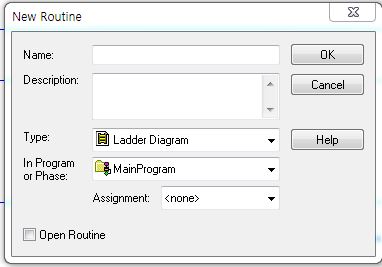 New Routine
Name:
OK
Description:
Cancel
Type:
Ladder Diagram
Help
In Program
or Phase:
MainProgram
Assignment:
<none>
Open Routine